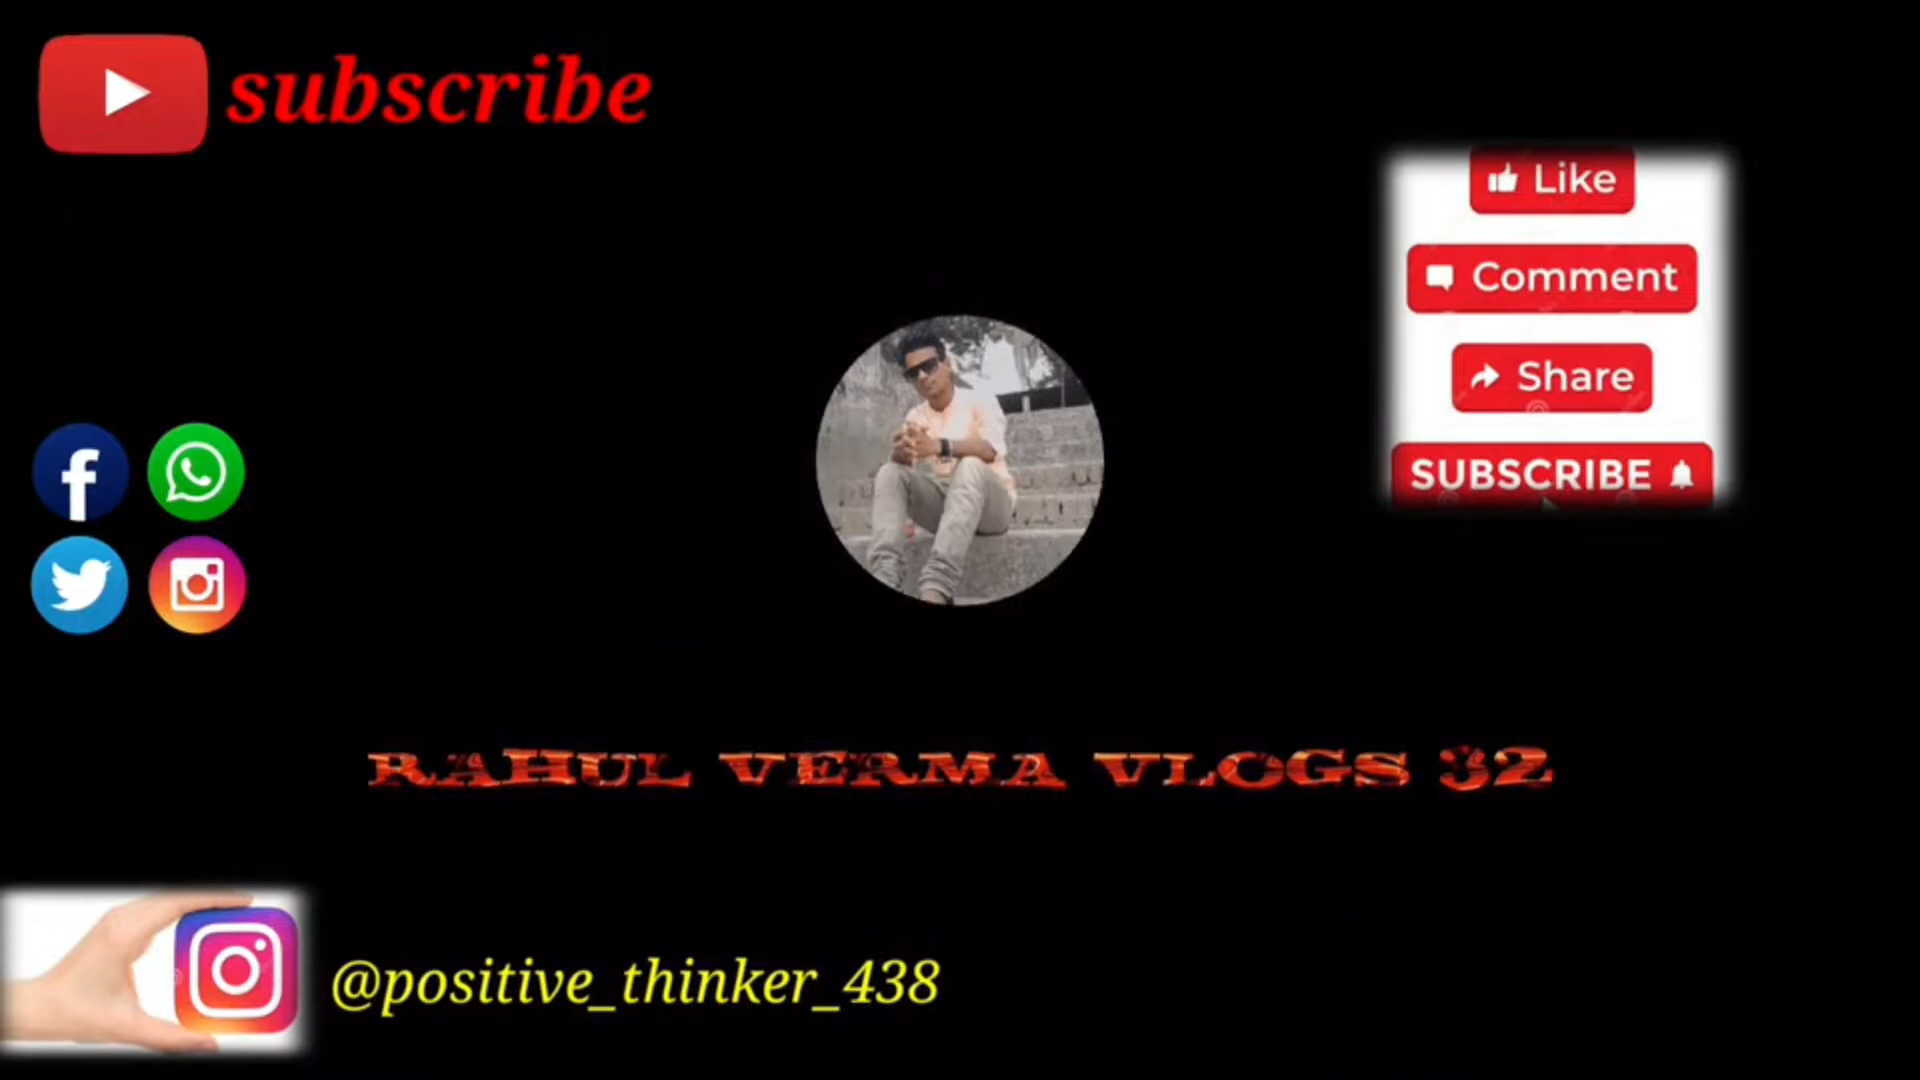 subscribe
Like
Comment
Share
SUBSCRIBE
RAHUL VERMA VLOGS 32
@positive_thinker_438